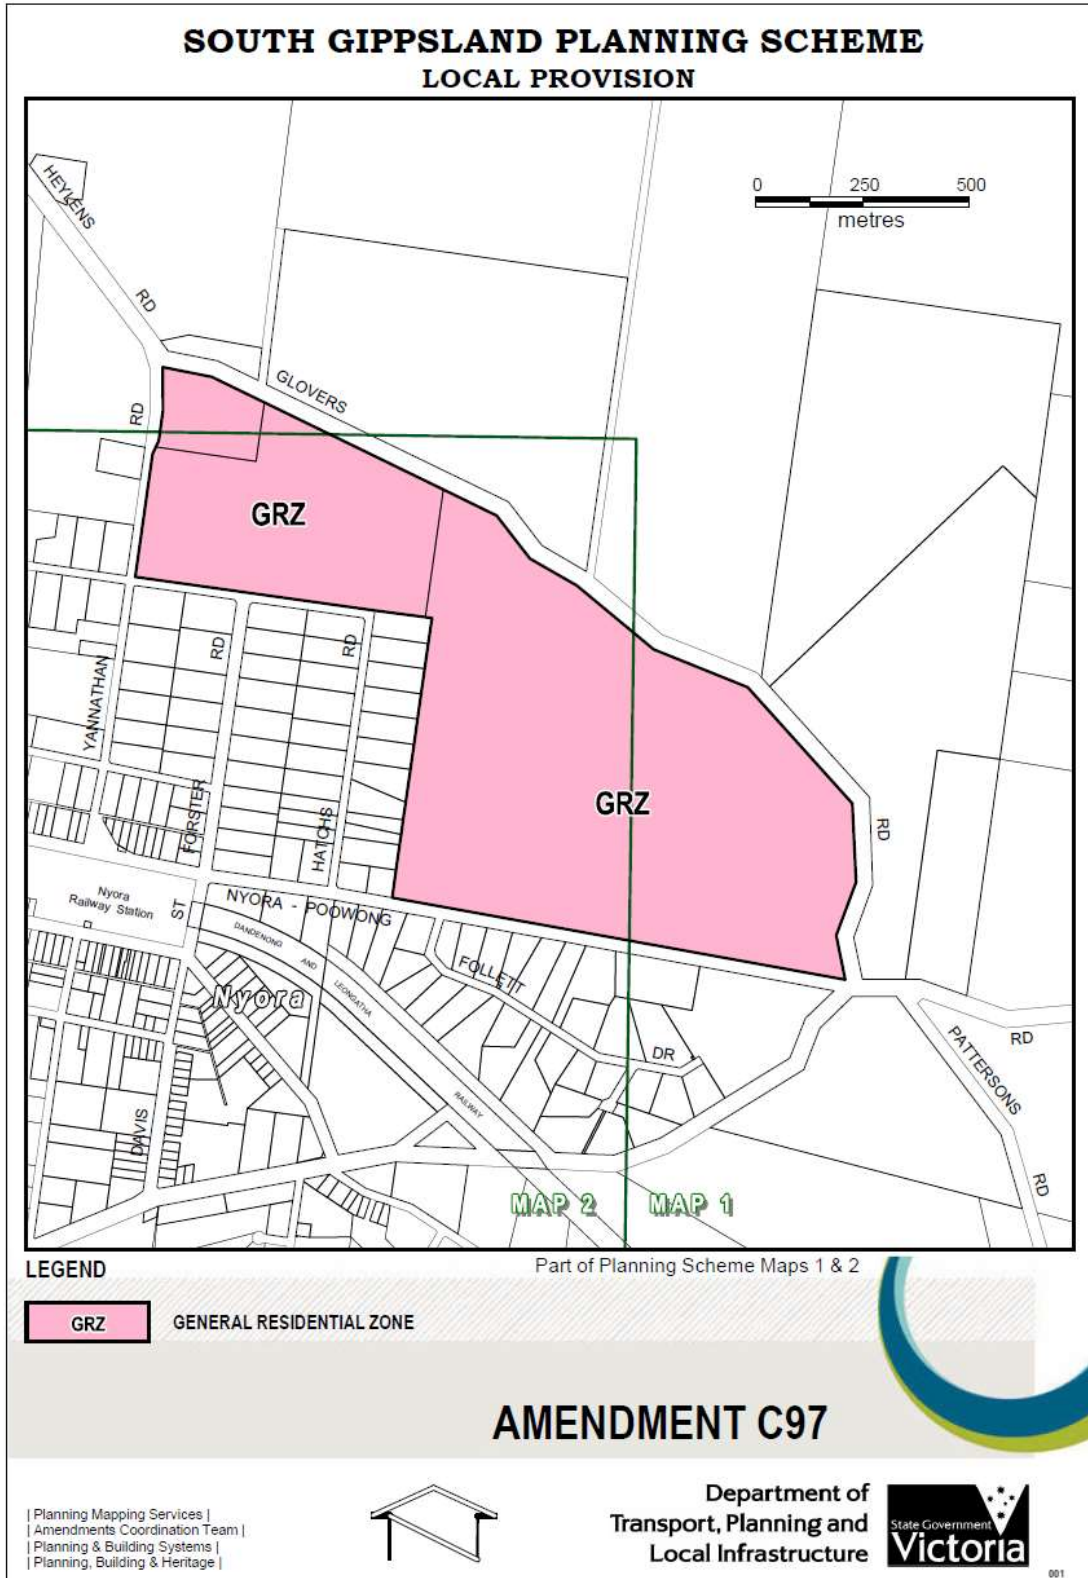 SOUTH GIPPSLAND PLANNING SCHEME
LOCAL PROVISION
0 250 500
metres
HEYLENS
RD
GLOVERS
RD
GRZ
RD
RD
YANNATHAN
GRZ
FORSTER
HATCHS
RD
Nyora
Railway Station
ST
NYORA - POOWONG
DANDENONG
AND
LEONGATHA
RAILWAY
FOLLETT
DR
Nyora
RD
PATTERSONS
RD
DAVIS
MAP 2 MAP 1
LEGEND
Part of Planning Scheme Maps 1 & 2
GRZ GENERAL RESIDENTIAL ZONE
AMENDMENT C97
| Planning Mapping Services |
| Amendments Coordination Team |
| Planning & Building Systems |
| Planning, Building & Heritage |
Department of
Transport, Planning and
Local Infrastructure
State Government
Victoria
001